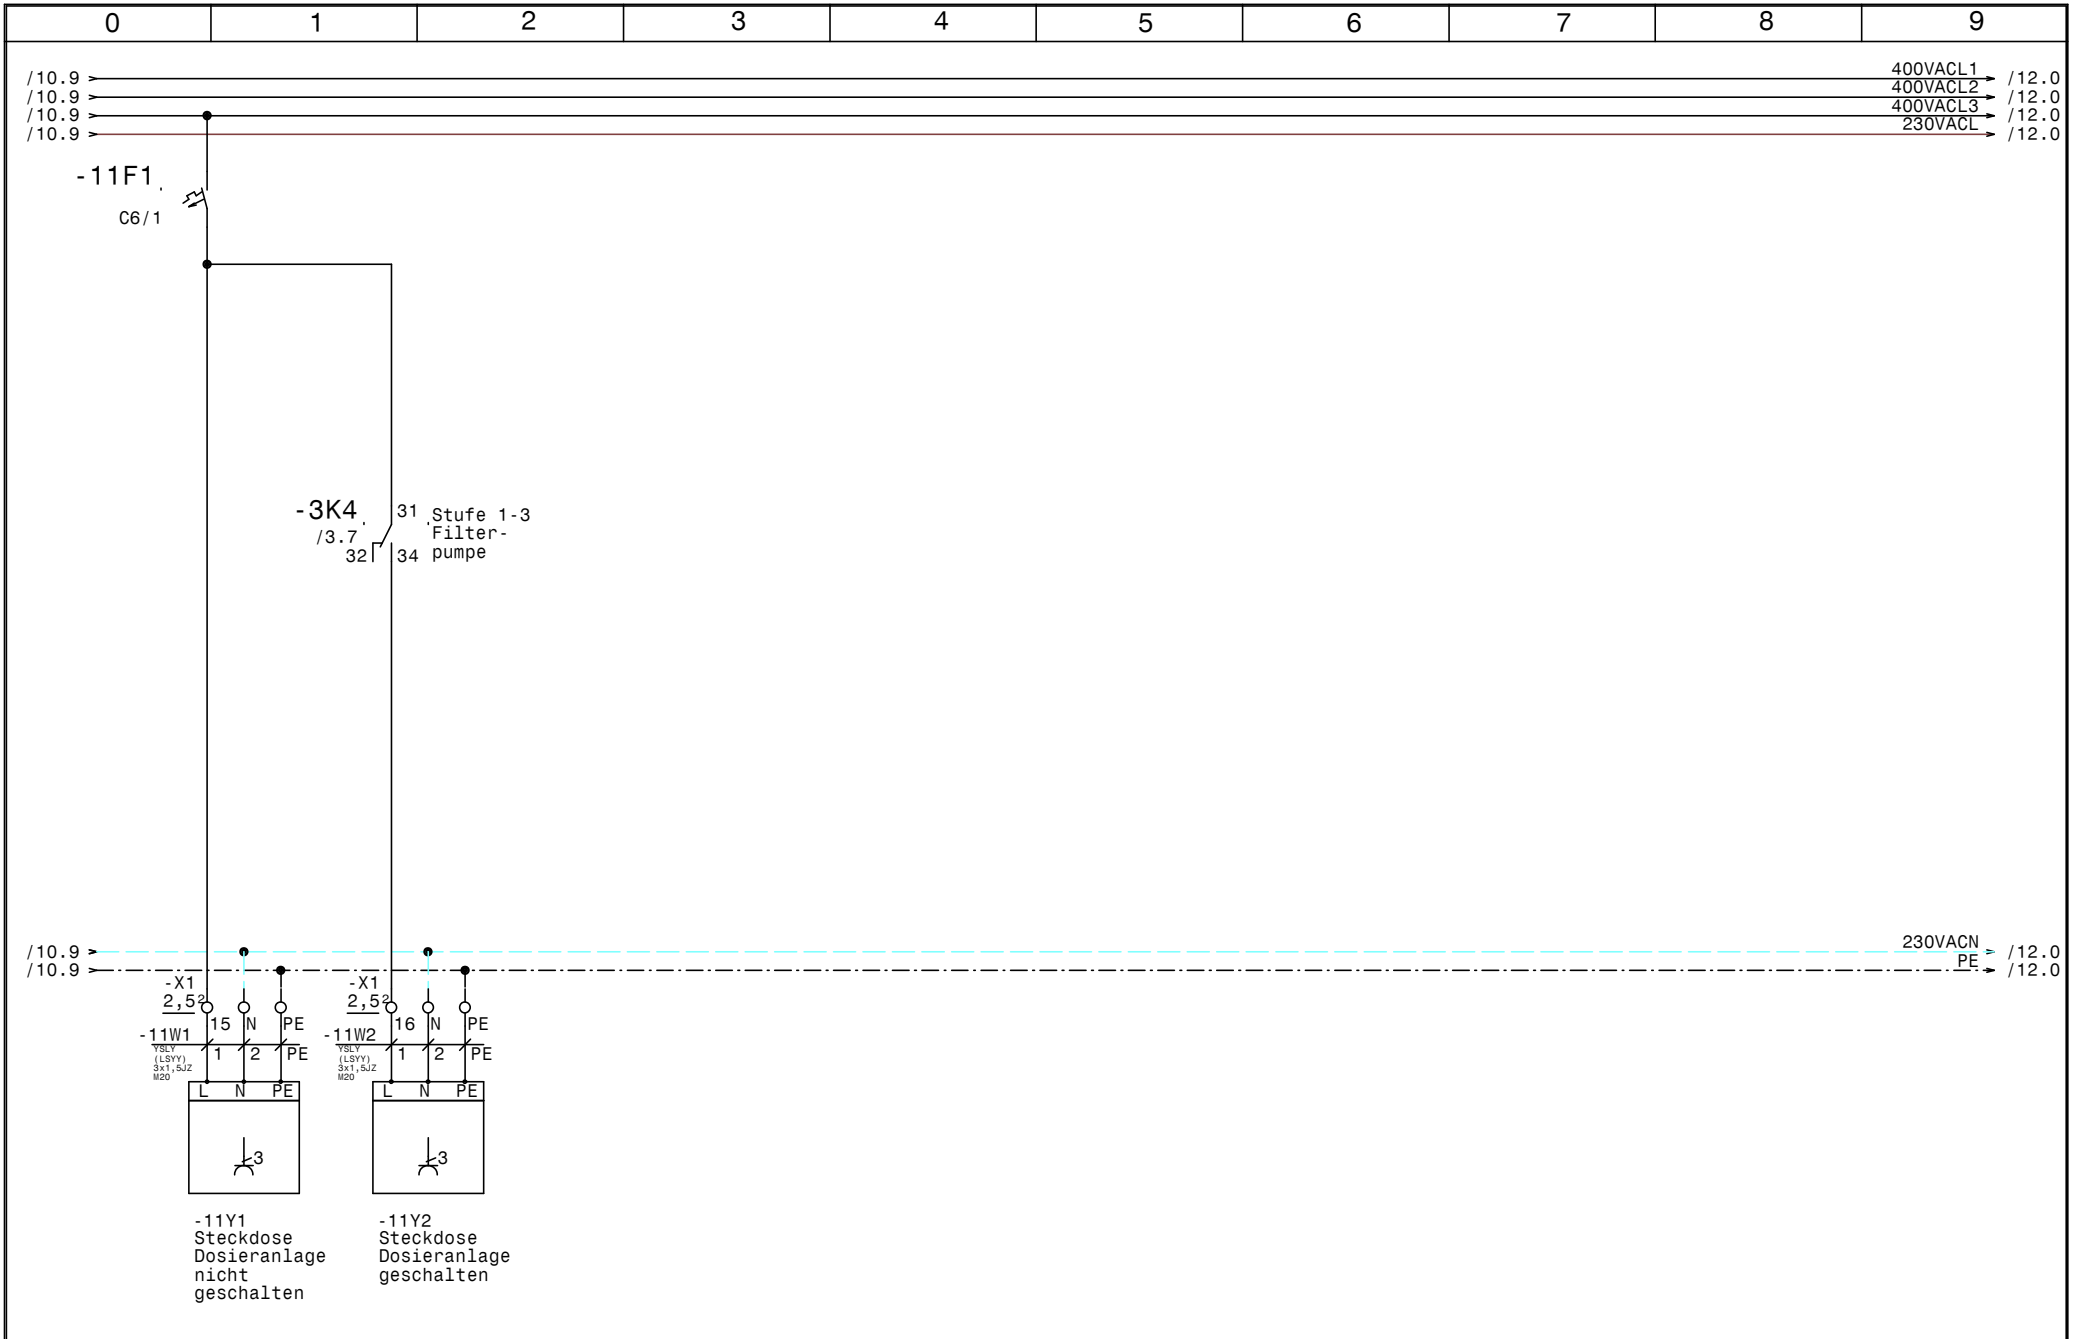 0 1 2 3 4 5 6 7 8 9
/10.9 400VACL1 /12.0
/10.9 400VACL2 /12.0
/10.9 400VACL3 /12.0
/10.9 230VACL /12.0
-11F1
C6/1
-3K4 31 Stufe 1-3
/3.7 Filter-
32 34 pumpe
/10.9 230VACN /12.0
/10.9 PE /12.0
-X1 -X1
2,5² 2,5²
15 N PE 16 N PE
-11W1 -11W2
1 2 PE 1 2 PE
YSLY YSLY
(LSYY) (LSYY)
3x1,5JZ 3x1,5JZ
M20 M20
L N PE L N PE
3 3
-11Y1
Steckdose
Dosieranlage
nicht
geschalten
-11Y2
Steckdose
Dosieranlage
geschalten